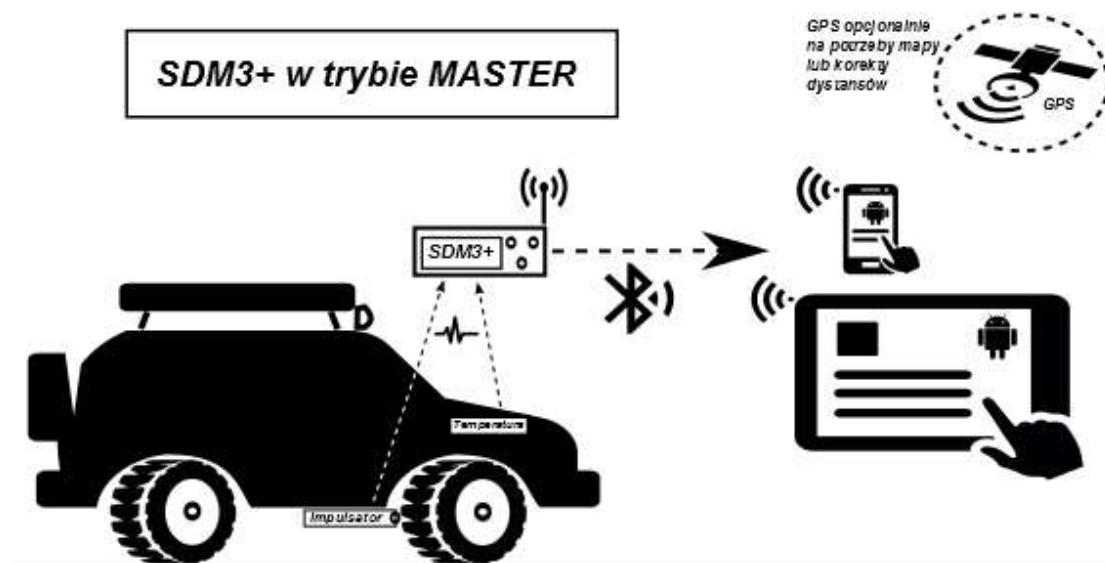 SDM3+ w trybie MASTER
GPS opcjonalnie
na potrzeby mapy
lub korekty
dystansów
GPS
SDM3+
Temperatura
Impulsator